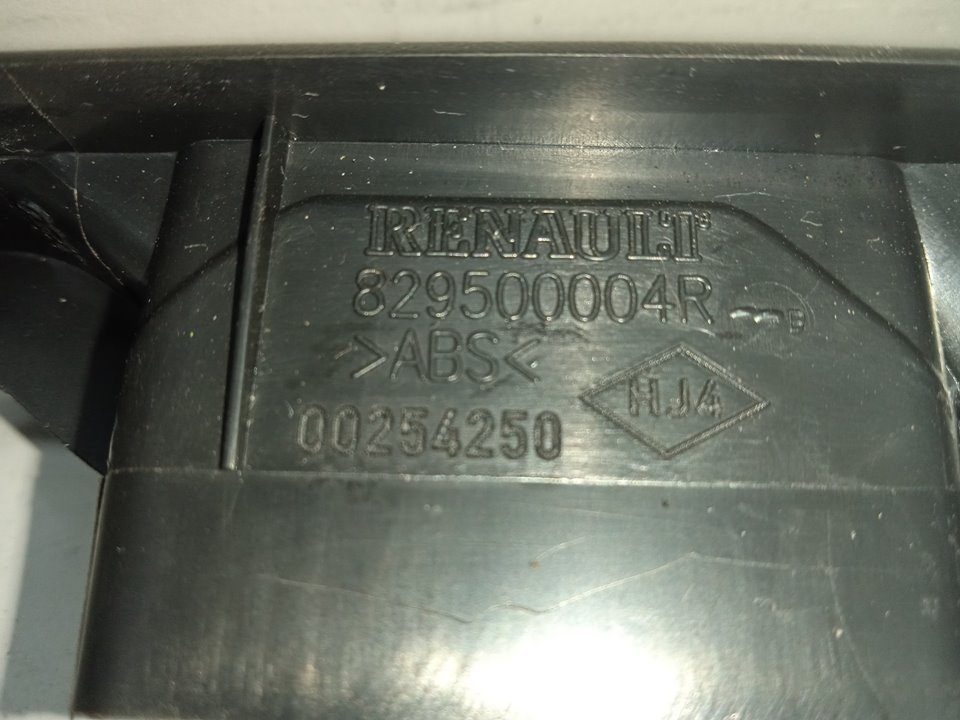 RENAULT
829500004R
>ABS<
HJ4
00254250